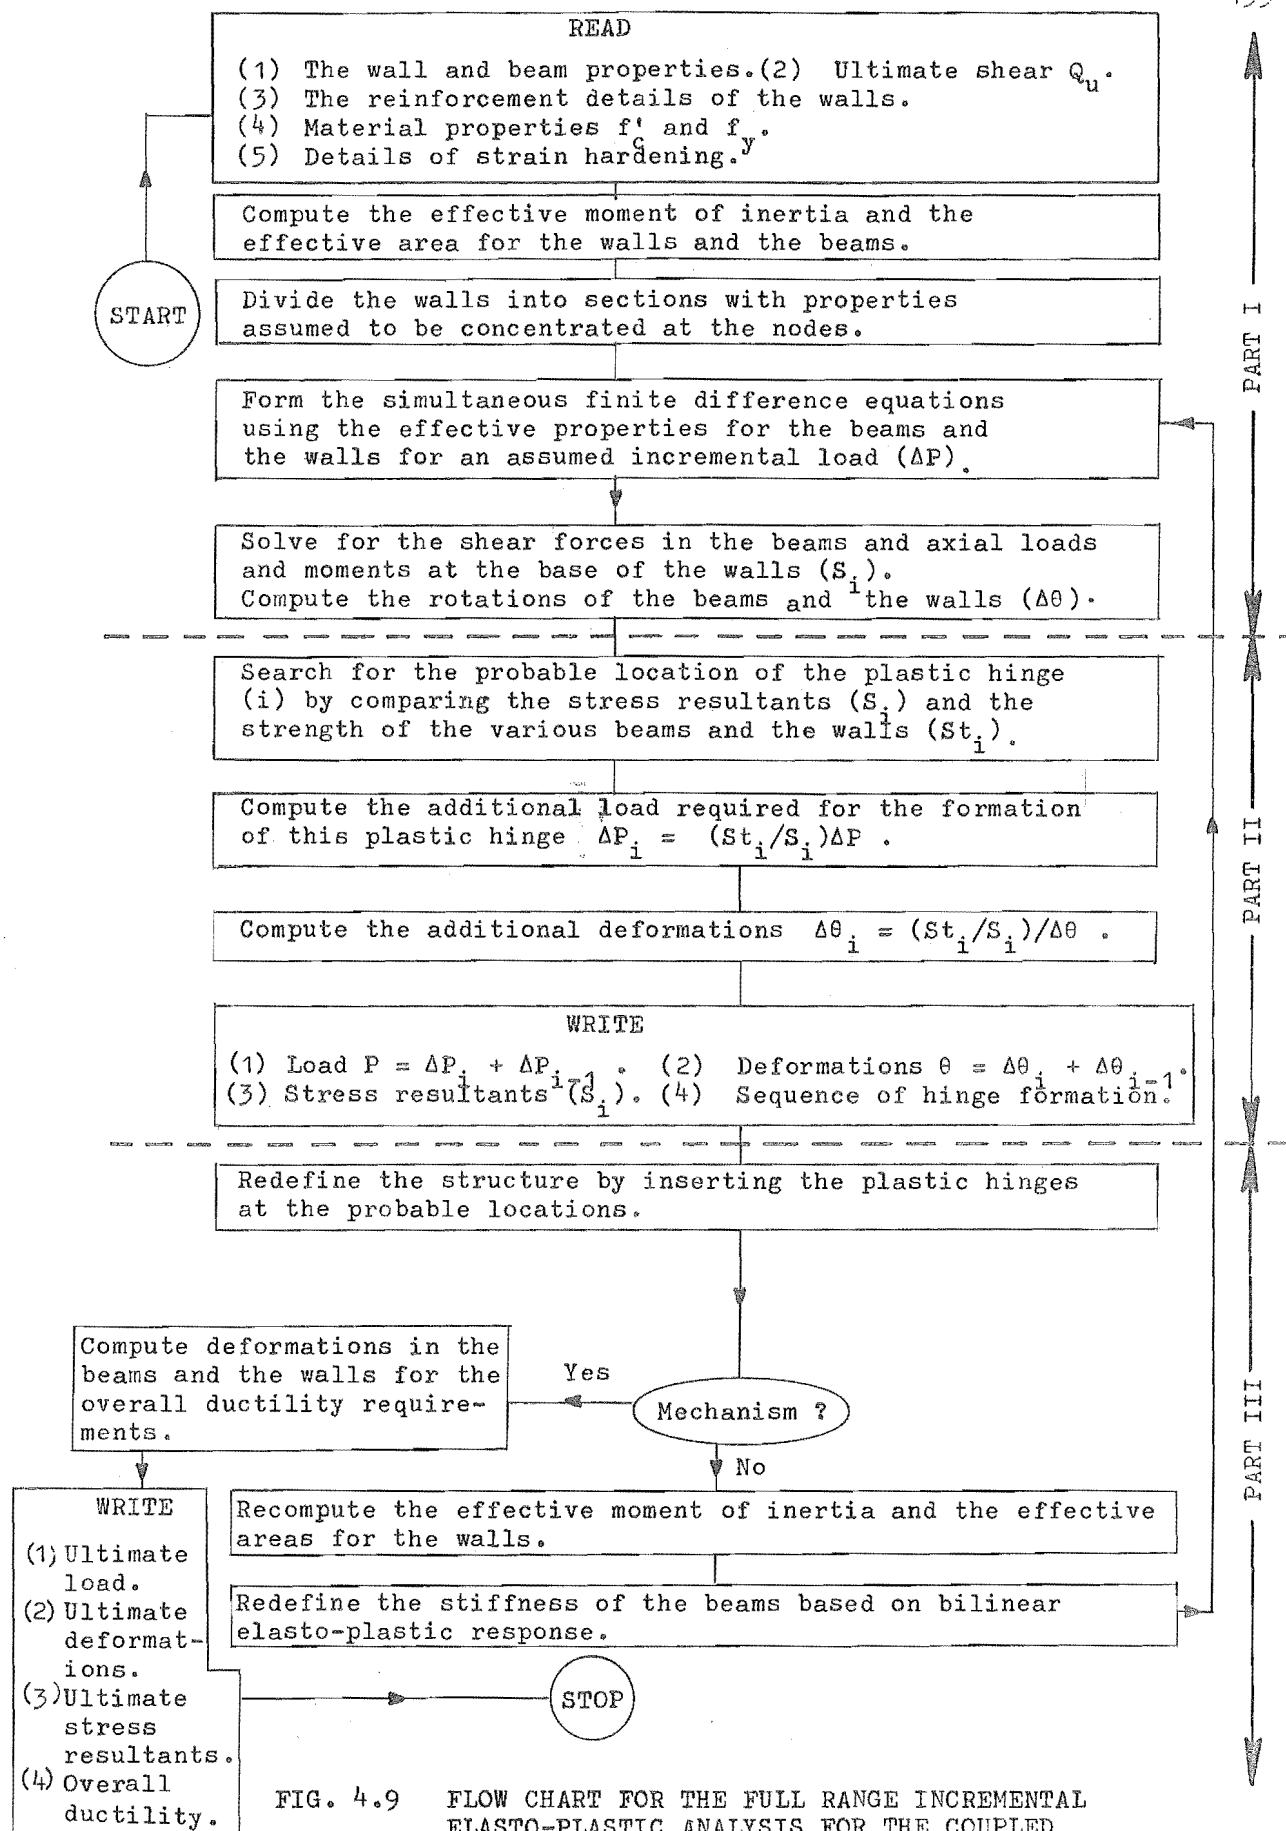 READ
(1) The wall and beam properties.(2) Ultimate shear Q_u.
(3) The reinforcement details of the walls.
(4) Material properties f'_c and f_y.
(5) Details of strain hardening.
Compute the effective moment of inertia and the
effective area for the walls and the beams.
START
Divide the walls into sections with properties
assumed to be concentrated at the nodes.
PART I
Form the simultaneous finite difference equations
using the effective properties for the beams and
the walls for an assumed incremental load (ΔP).
Solve for the shear forces in the beams and axial loads
and moments at the base of the walls (S_i).
Compute the rotations of the beams and the walls (Δθ).
Search for the probable location of the plastic hinge
(i) by comparing the stress resultants (S_i) and the
strength of the various beams and the walls (St_i).
Compute the additional load required for the formation
of this plastic hinge ΔP_i = (St_i/S_i)ΔP .
PART II
Compute the additional deformations Δθ_i = (St_i/S_i)/Δθ .
WRITE
(1) Load P = ΔP_i + ΔP_i-1 . (2) Deformations θ = Δθ_i + Δθ_i-1.
(3) Stress resultants (S_i). (4) Sequence of hinge formation.
Redefine the structure by inserting the plastic hinges
at the probable locations.
Compute deformations in the
beams and the walls for the
overall ductility require-
ments.
Yes
Mechanism ?
No
PART III
Recompute the effective moment of inertia and the effective
areas for the walls.
Redefine the stiffness of the beams based on bilinear
elasto-plastic response.
WRITE
(1) Ultimate
load.
(2) Ultimate
deformat-
ions.
(3) Ultimate
stress
resultants.
(4) Overall
ductility.
STOP
FIG. 4.9 FLOW CHART FOR THE FULL RANGE INCREMENTAL
ELASTO-PLASTIC ANALYSIS FOR THE COUPLED